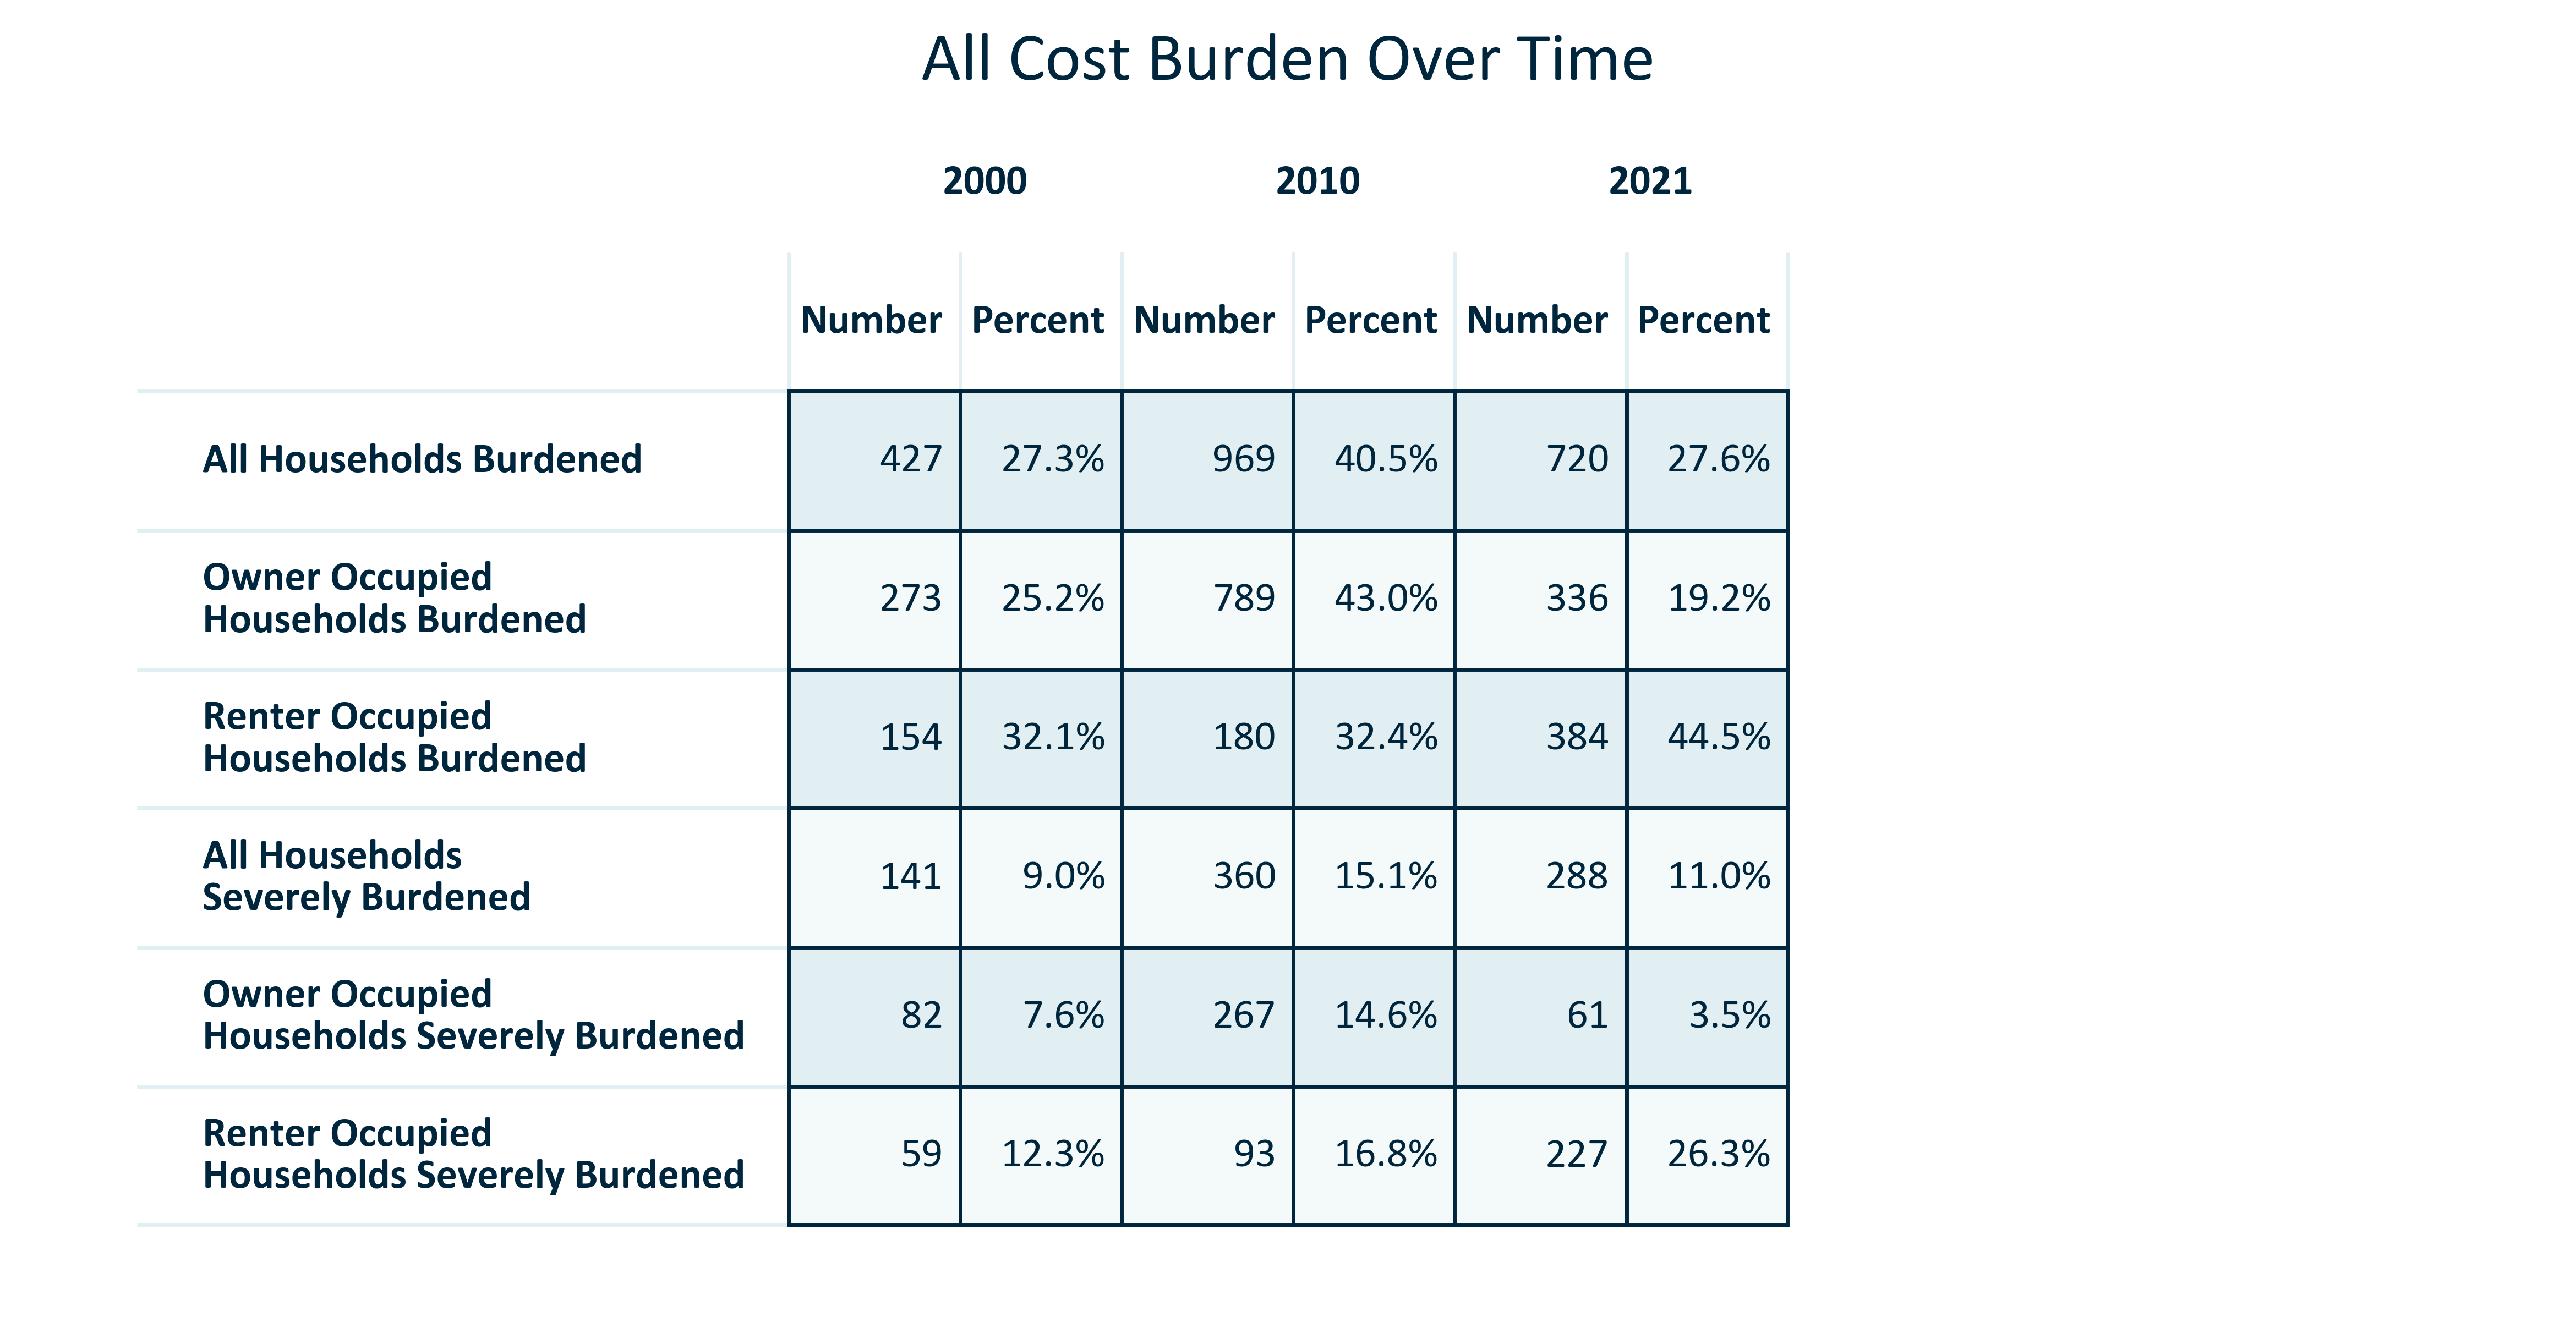 All Cost Burden Over Time
2000 2010 2021
Number Percent Number Percent Number Percent
All Households Burdened 427 27.3% 969 40.5% 720 27.6%
Owner Occupied
Households Burdened 273 25.2% 789 43.0% 336 19.2%
Renter Occupied
Households Burdened 154 32.1% 180 32.4% 384 44.5%
All Households
Severely Burdened 141 9.0% 360 15.1% 288 11.0%
Owner Occupied
Households Severely Burdened 82 7.6% 267 14.6% 61 3.5%
Renter Occupied
Households Severely Burdened 59 12.3% 93 16.8% 227 26.3%